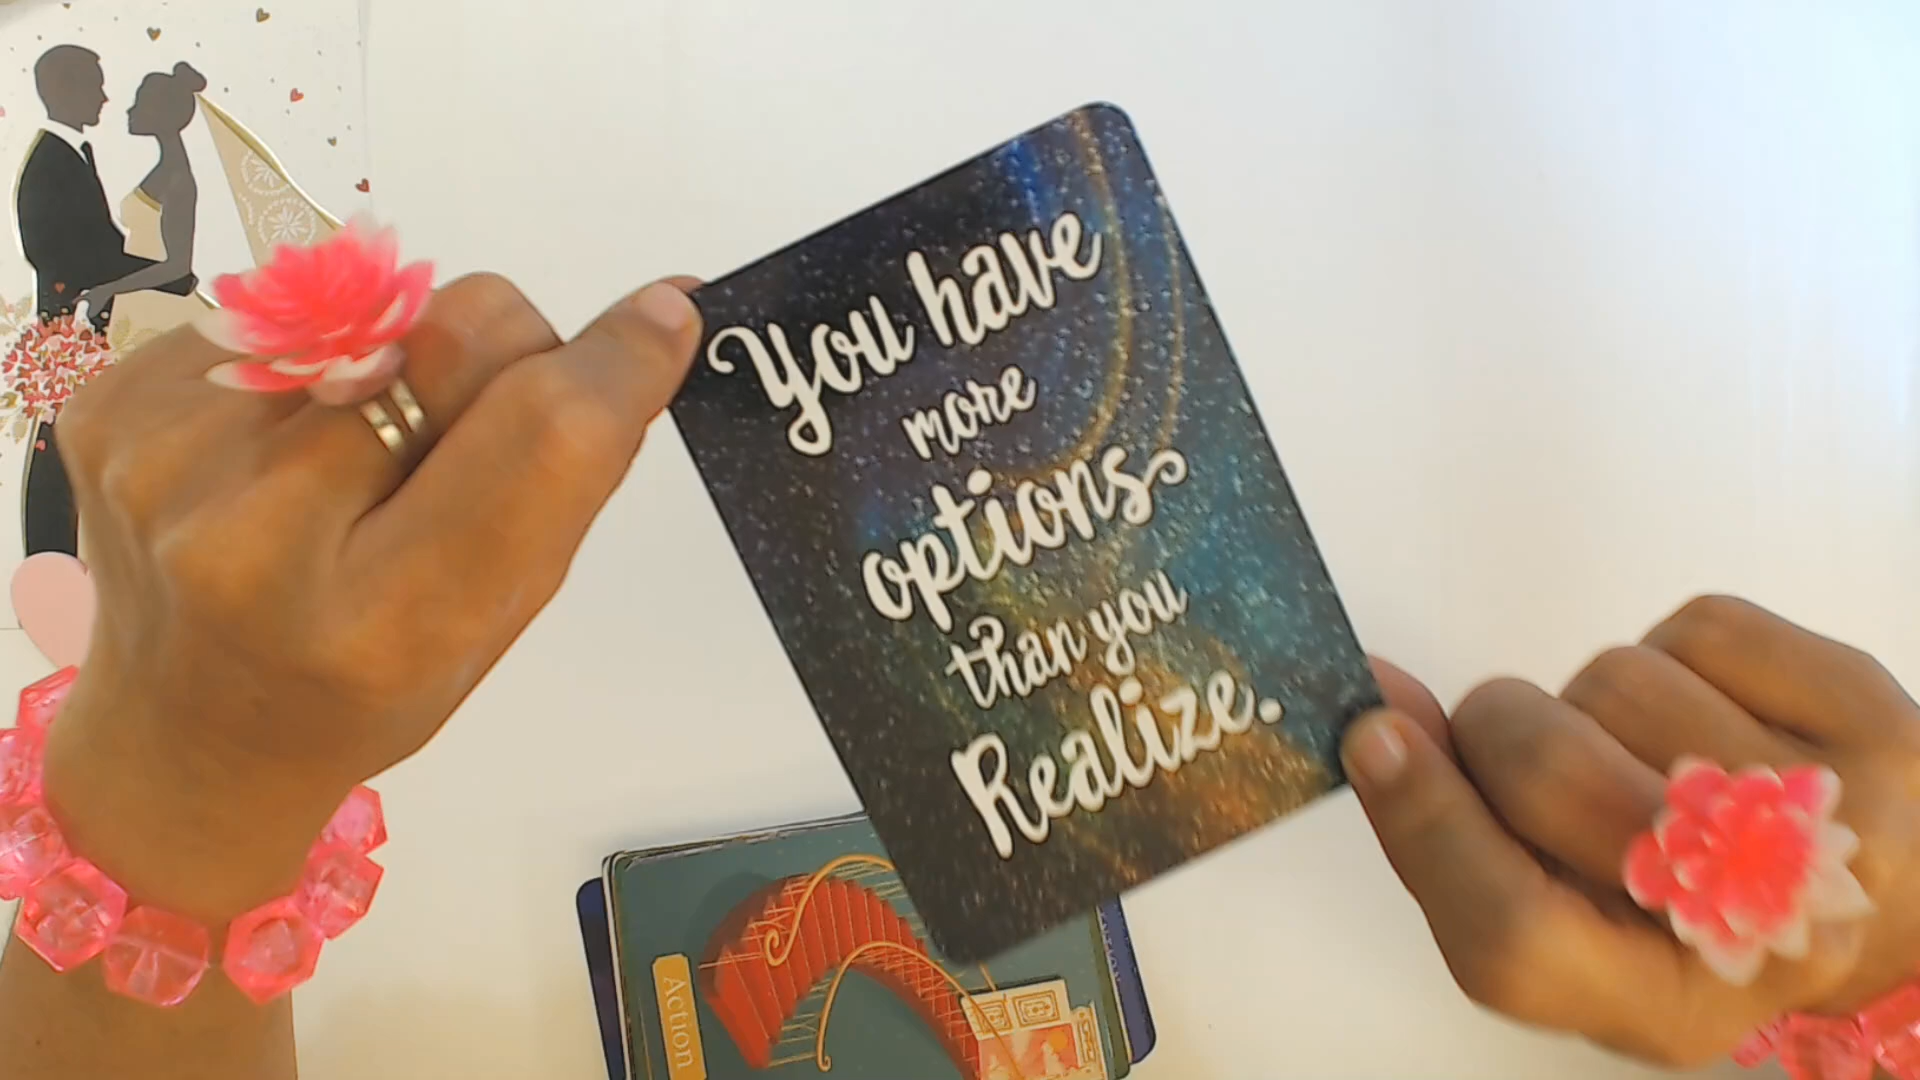 You have
more
options
than you
Realize.
Action